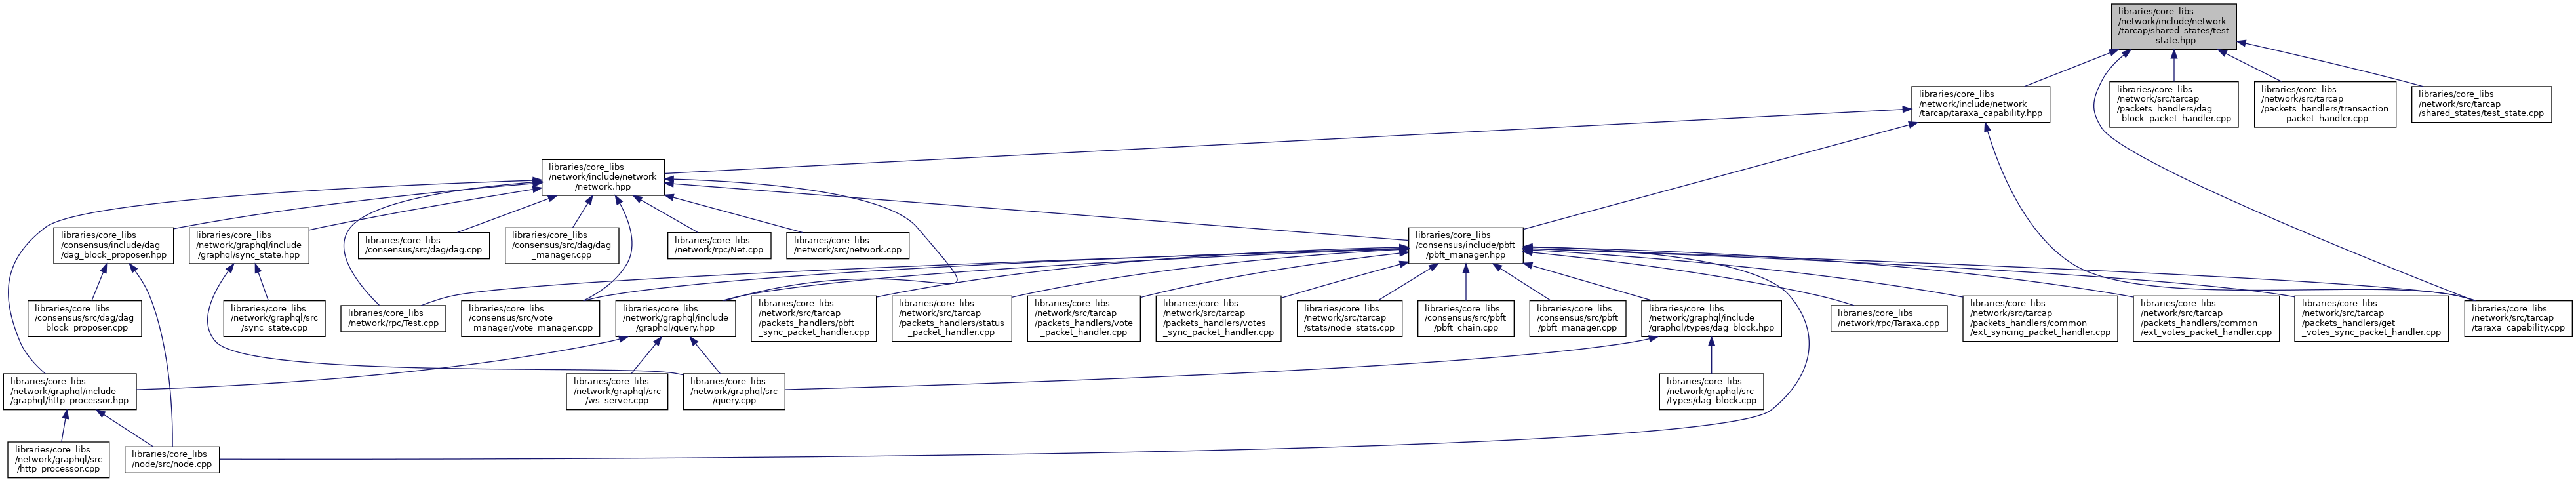 libraries/core_libs
/network/include/network
/tarcap/shared_states/test
_state.hpp
libraries/core_libs
/network/include/network
/tarcap/taraxa_capability.hpp
libraries/core_libs
/network/src/tarcap
/packets_handlers/dag
_block_packet_handler.cpp
libraries/core_libs
/network/src/tarcap
/packets_handlers/transaction
_packet_handler.cpp
libraries/core_libs
/network/src/tarcap
/shared_states/test_state.cpp
libraries/core_libs
/network/include/network
/network.hpp
libraries/core_libs
/consensus/include/dag
/dag_block_proposer.hpp
libraries/core_libs
/network/graphql/include
/graphql/sync_state.hpp
libraries/core_libs
/consensus/src/dag/dag.cpp
libraries/core_libs
/consensus/src/dag/dag
_manager.cpp
libraries/core_libs
/network/rpc/Net.cpp
libraries/core_libs
/network/src/network.cpp
libraries/core_libs
/consensus/include/pbft
/pbft_manager.hpp
libraries/core_libs
/consensus/src/dag/dag
_block_proposer.cpp
libraries/core_libs
/network/graphql/src
/sync_state.cpp
libraries/core_libs
/network/rpc/Test.cpp
libraries/core_libs
/consensus/src/vote
_manager/vote_manager.cpp
libraries/core_libs
/network/graphql/include
/graphql/query.hpp
libraries/core_libs
/network/src/tarcap
/packets_handlers/pbft
_sync_packet_handler.cpp
libraries/core_libs
/network/src/tarcap
/packets_handlers/status
_packet_handler.cpp
libraries/core_libs
/network/src/tarcap
/packets_handlers/vote
_packet_handler.cpp
libraries/core_libs
/network/src/tarcap
/packets_handlers/votes
_sync_packet_handler.cpp
libraries/core_libs
/network/src/tarcap
/stats/node_stats.cpp
libraries/core_libs
/consensus/src/pbft
/pbft_chain.cpp
libraries/core_libs
/consensus/src/pbft
/pbft_manager.cpp
libraries/core_libs
/network/graphql/include
/graphql/types/dag_block.hpp
libraries/core_libs
/network/rpc/Taraxa.cpp
libraries/core_libs
/network/src/tarcap
/packets_handlers/common
/ext_syncing_packet_handler.cpp
libraries/core_libs
/network/src/tarcap
/packets_handlers/common
/ext_votes_packet_handler.cpp
libraries/core_libs
/network/src/tarcap
/packets_handlers/get
_votes_sync_packet_handler.cpp
libraries/core_libs
/network/src/tarcap
/taraxa_capability.cpp
libraries/core_libs
/network/graphql/include
/graphql/http_processor.hpp
libraries/core_libs
/network/graphql/src
/ws_server.cpp
libraries/core_libs
/network/graphql/src
/query.cpp
libraries/core_libs
/network/graphql/src
/types/dag_block.cpp
libraries/core_libs
/network/graphql/src
/http_processor.cpp
libraries/core_libs
/node/src/node.cpp